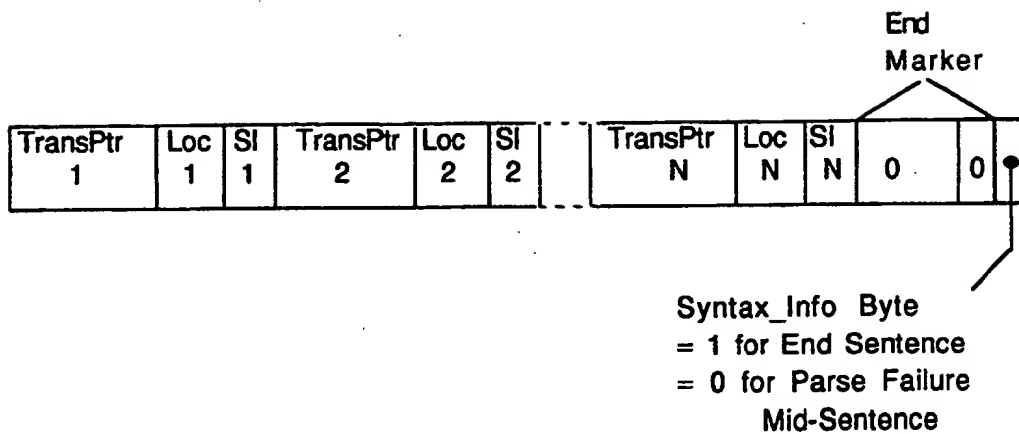 End
Marker
TransPtr Loc SI TransPtr Loc SI TransPtr Loc SI
1 1 1 2 2 2 N N N 0 0
Syntax_Info Byte
= 1 for End Sentence
= 0 for Parse Failure
Mid-Sentence